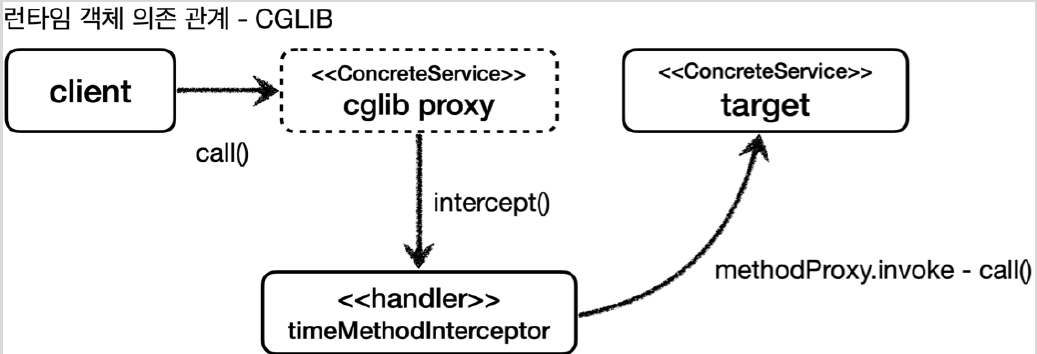 런타임 객체 의존 관계 - CGLIB
client
<<ConcreteService>>
cglib proxy
<<ConcreteService>>
target
call()
intercept()
methodProxy.invoke - call()
<<handler>>
timeMethodInterceptor